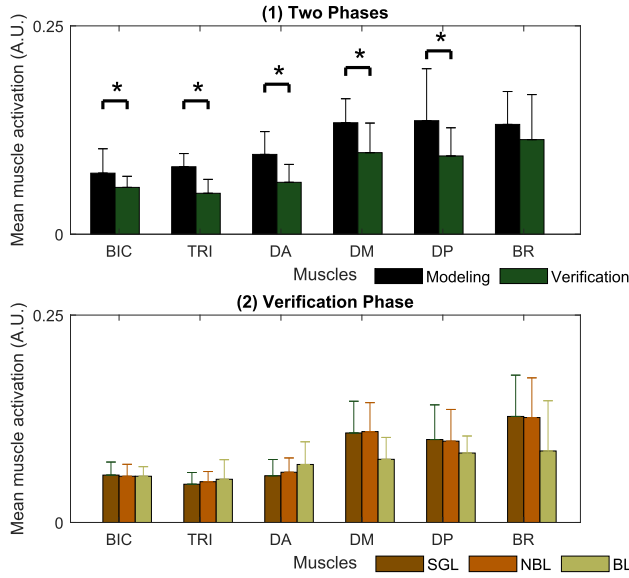 (1) Two Phases
0.25
Mean muscle activation (A.U.)
* * * * *
0
BIC TRI DA DM DP BR
Muscles
Modeling Verification
(2) Verification Phase
0.25
Mean muscle activation (A.U.)
0
BIC TRI DA DM DP BR
Muscles
SGL NBL BL